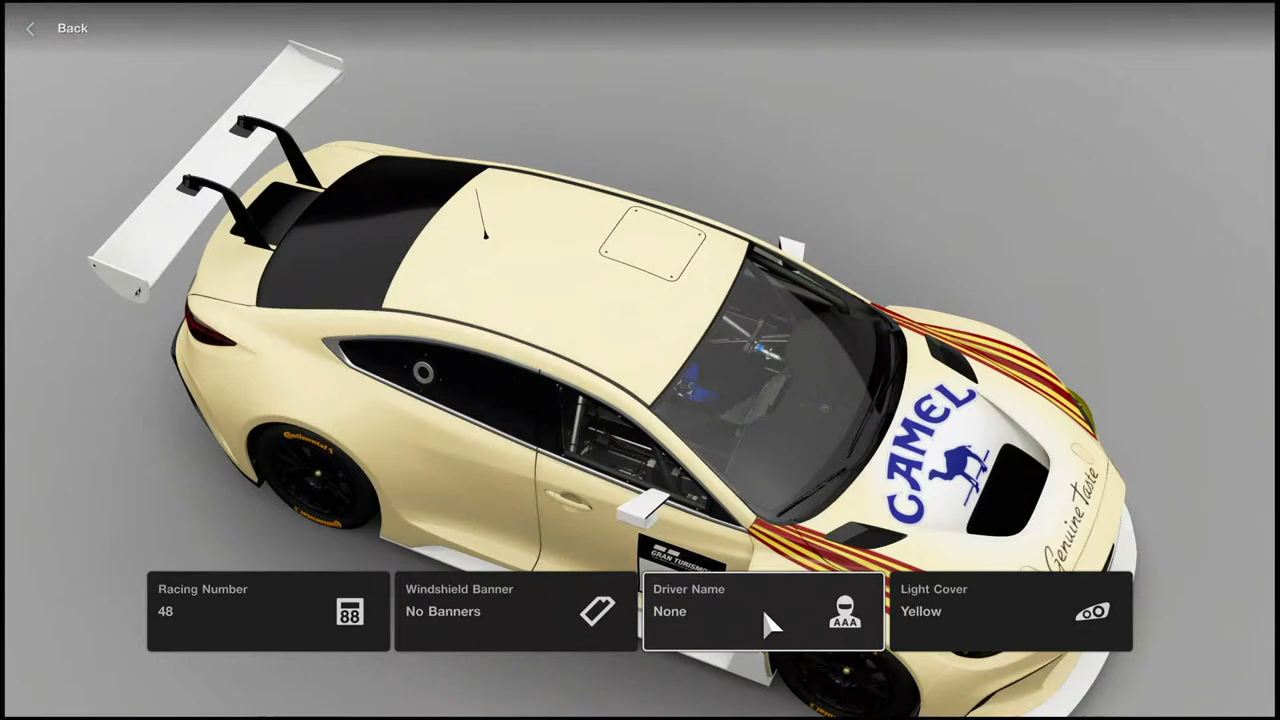 Back
Continental
CAMEL
Genuine Taste
GRAN TURISMO
Racing Number
48
88
Windshield Banner
No Banners
Driver Name
None
AAA
Light Cover
Yellow